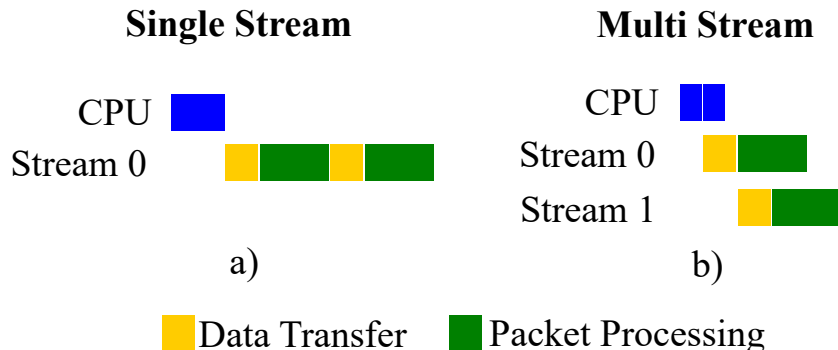 Single Stream
CPU
Stream 0
a)
Multi Stream
CPU
Stream 0
Stream 1
b)
Data Transfer
Packet Processing